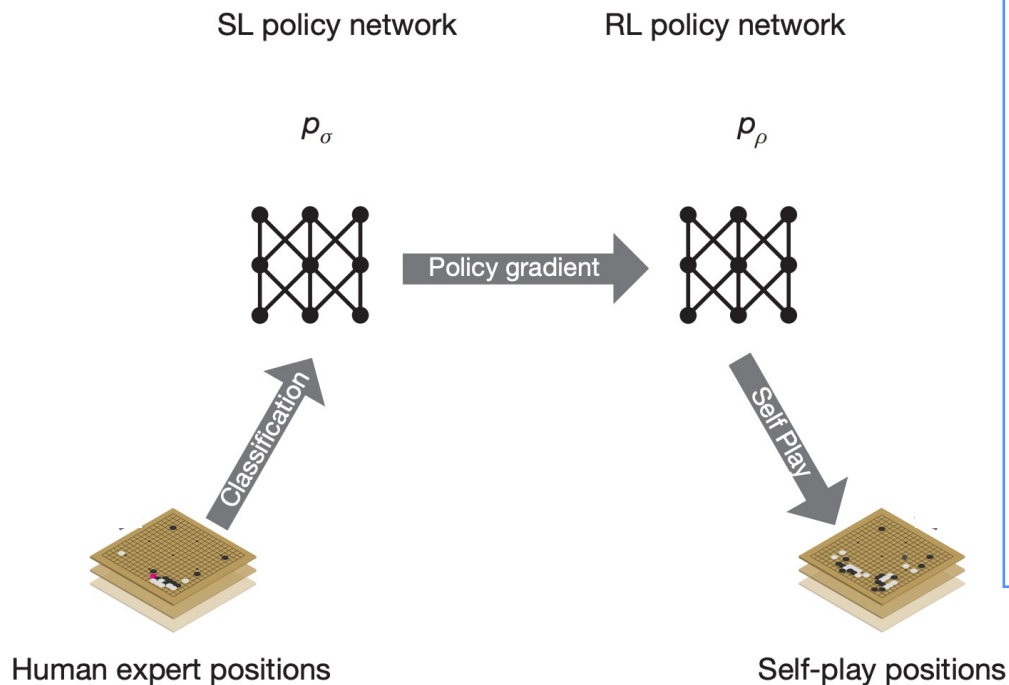 SL policy network
RL policy network
pσ
pρ
Policy gradient
Classification
Self Play
Human expert positions
Self-play positions